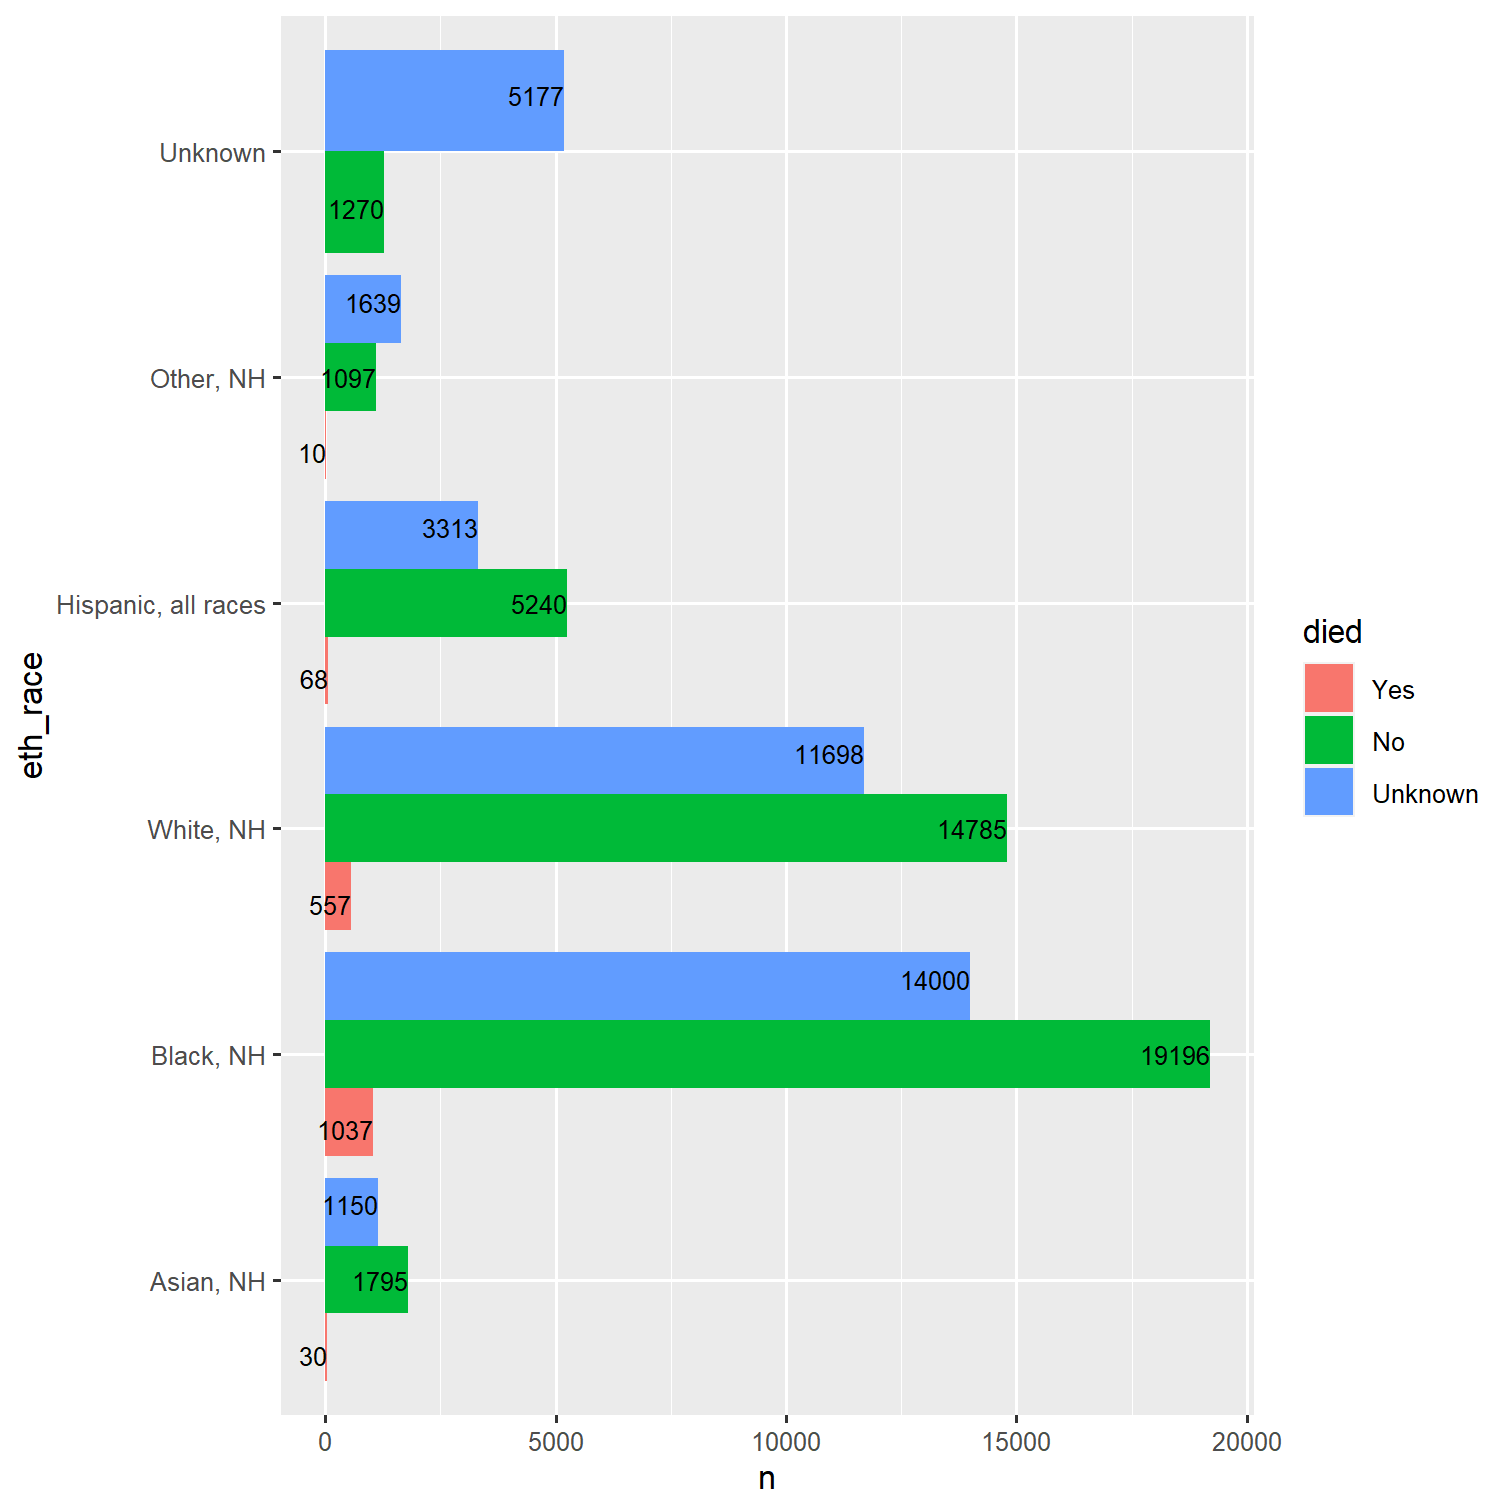 5177
Unknown
1270
1639
Other, NH
1097
10
3313
Hispanic, all races
5240
68
eth_race
11698
White, NH
14785
557
14000
Black, NH
19196
1037
1150
Asian, NH
1795
30
0 5000 10000 15000 20000
n
died
Yes
No
Unknown